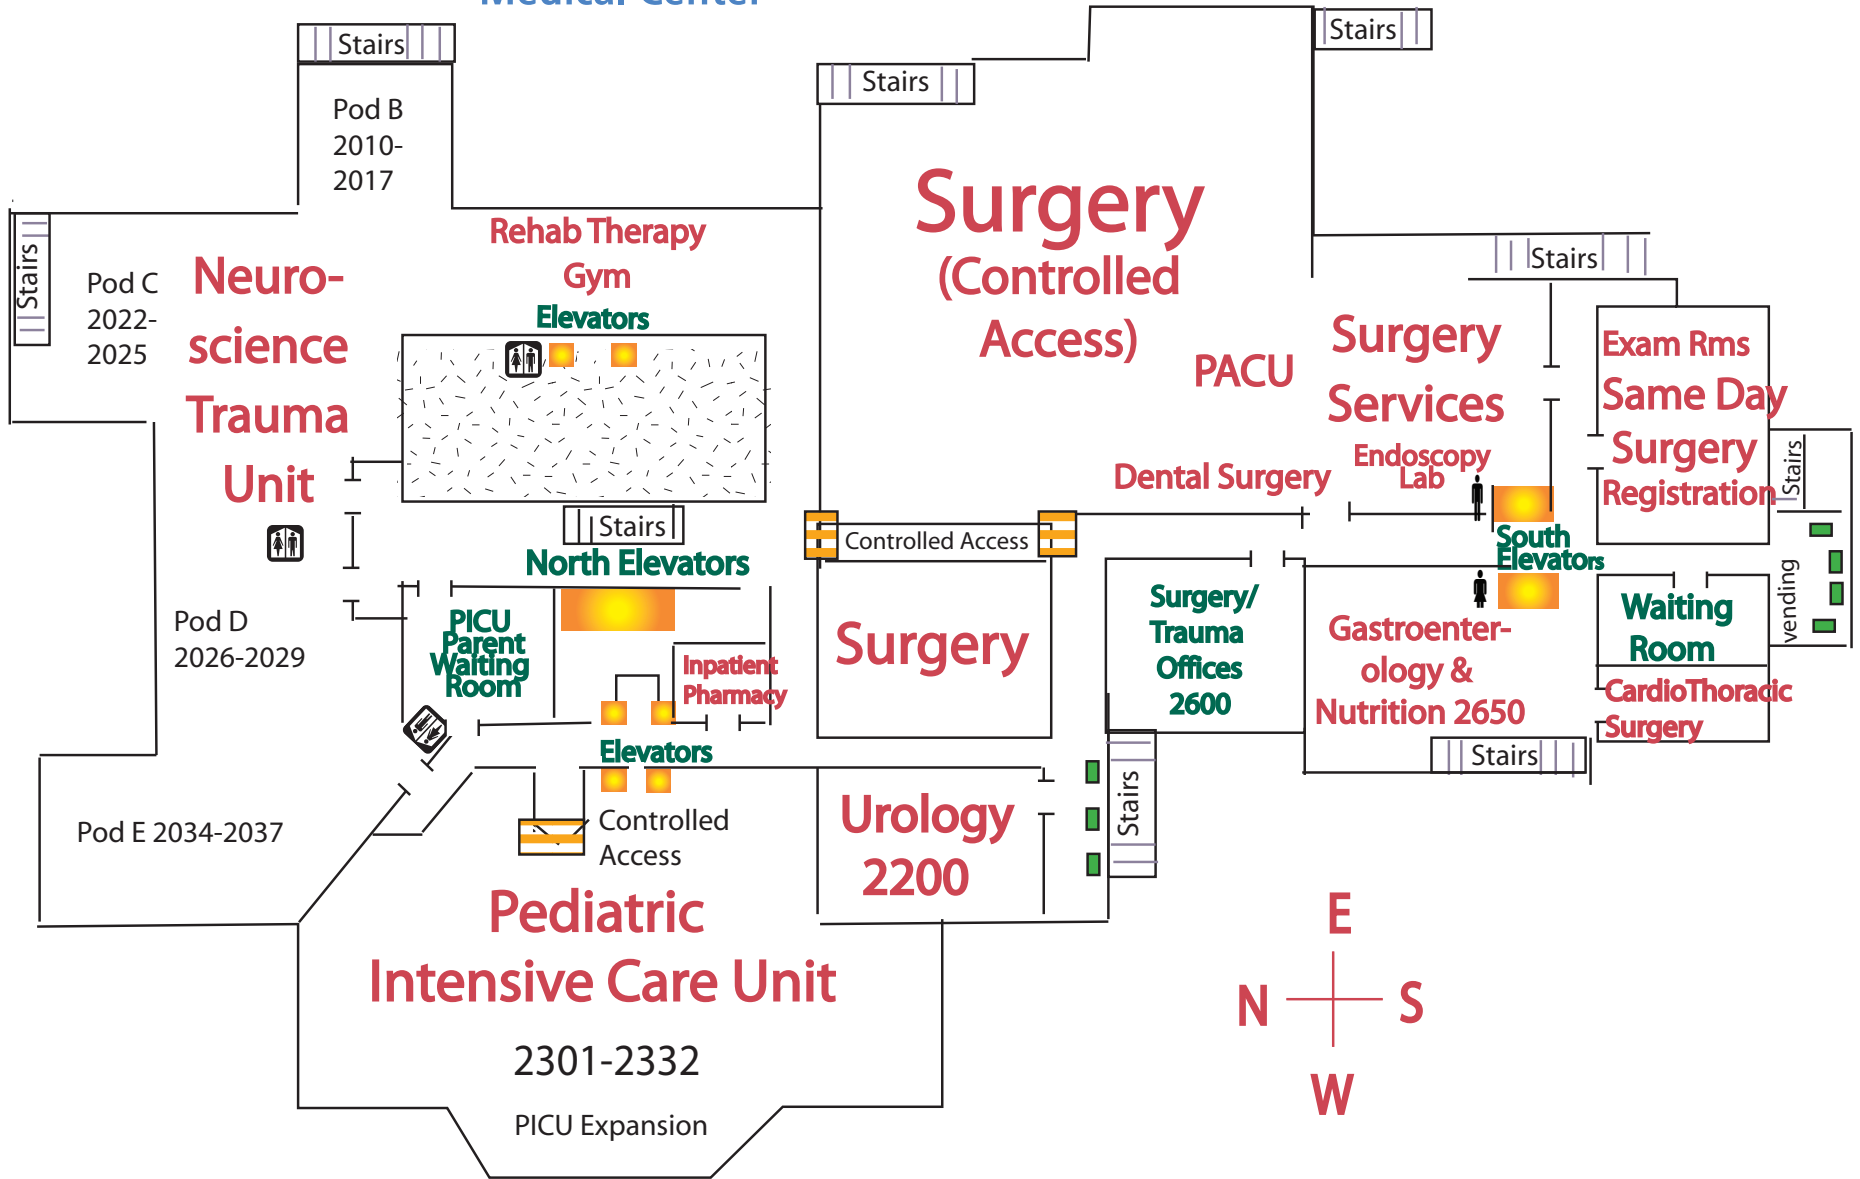 Medical Center
Stairs
Stairs
Stairs
Pod B
2010-
2017
Stairs
Pod C
2022-
2025
Neuro-
science
Trauma
Unit
Rehab Therapy
Gym
Elevators
Stairs
North Elevators
Surgery
(Controlled
Access)
PACU
Stairs
Surgery
Services
Endoscopy
Lab
Dental Surgery
Exam Rms
Same Day
Surgery
Registration
Stairs
Controlled Access
South
Elevators
vending
Pod D
2026-2029
PICU
Parent
Waiting
Room
Inpatient
Pharmacy
Elevators
Surgery
Surgery/
Trauma
Offices
2600
Gastroenter-
ology &
Nutrition 2650
Waiting
Room
CardioThoracic
Surgery
Stairs
Stairs
Pod E 2034-2037
Controlled
Access
Urology
2200
Pediatric
Intensive Care Unit
2301-2332
PICU Expansion
E
N
S
W